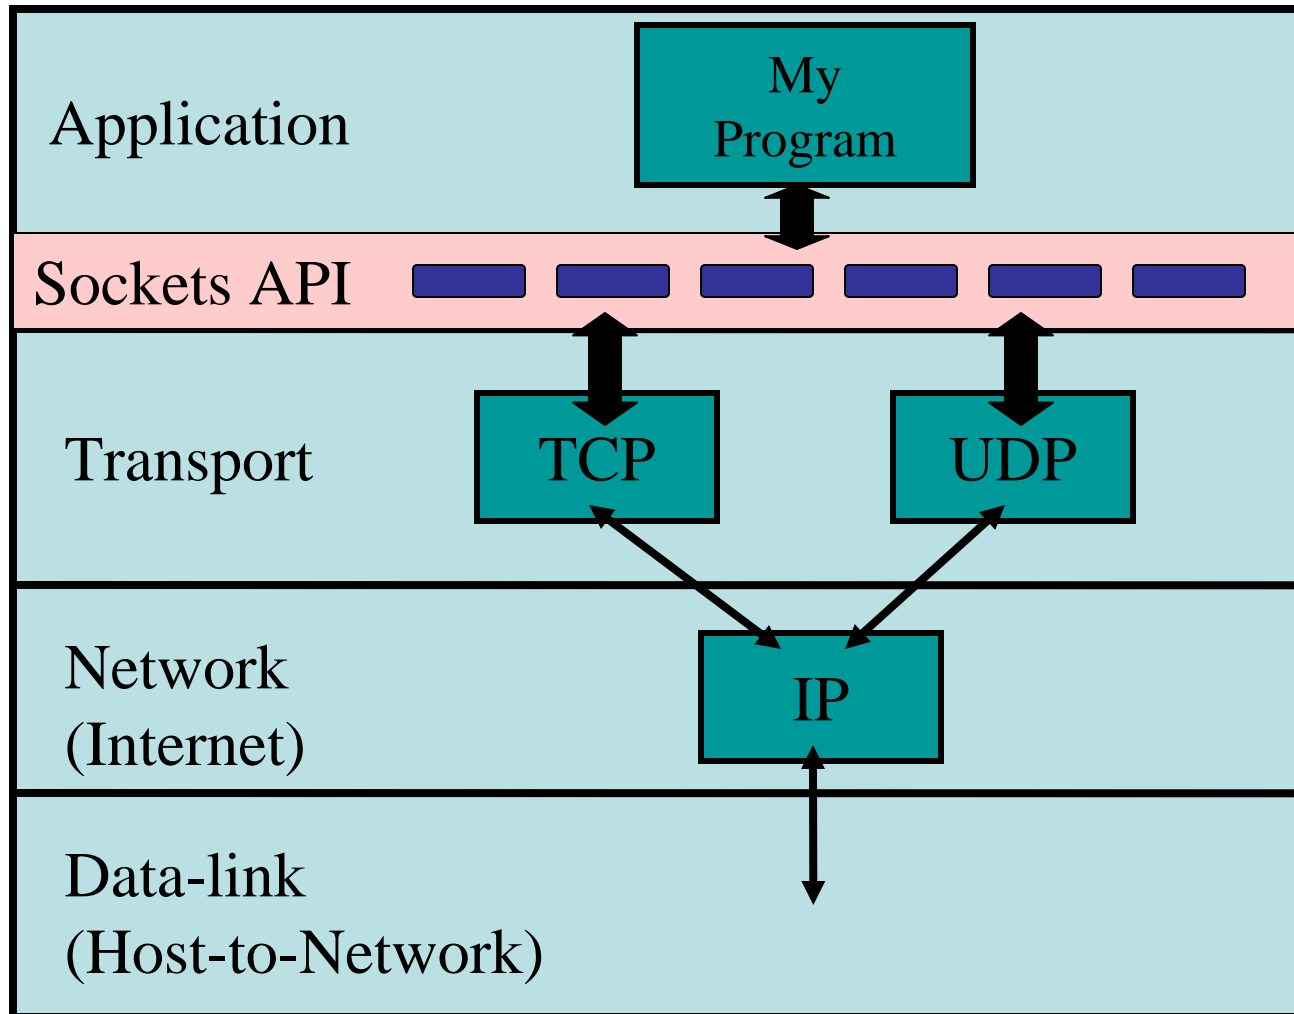 Application
My
Program
Sockets API
Transport
TCP
UDP
Network
(Internet)
IP
Data-link
(Host-to-Network)